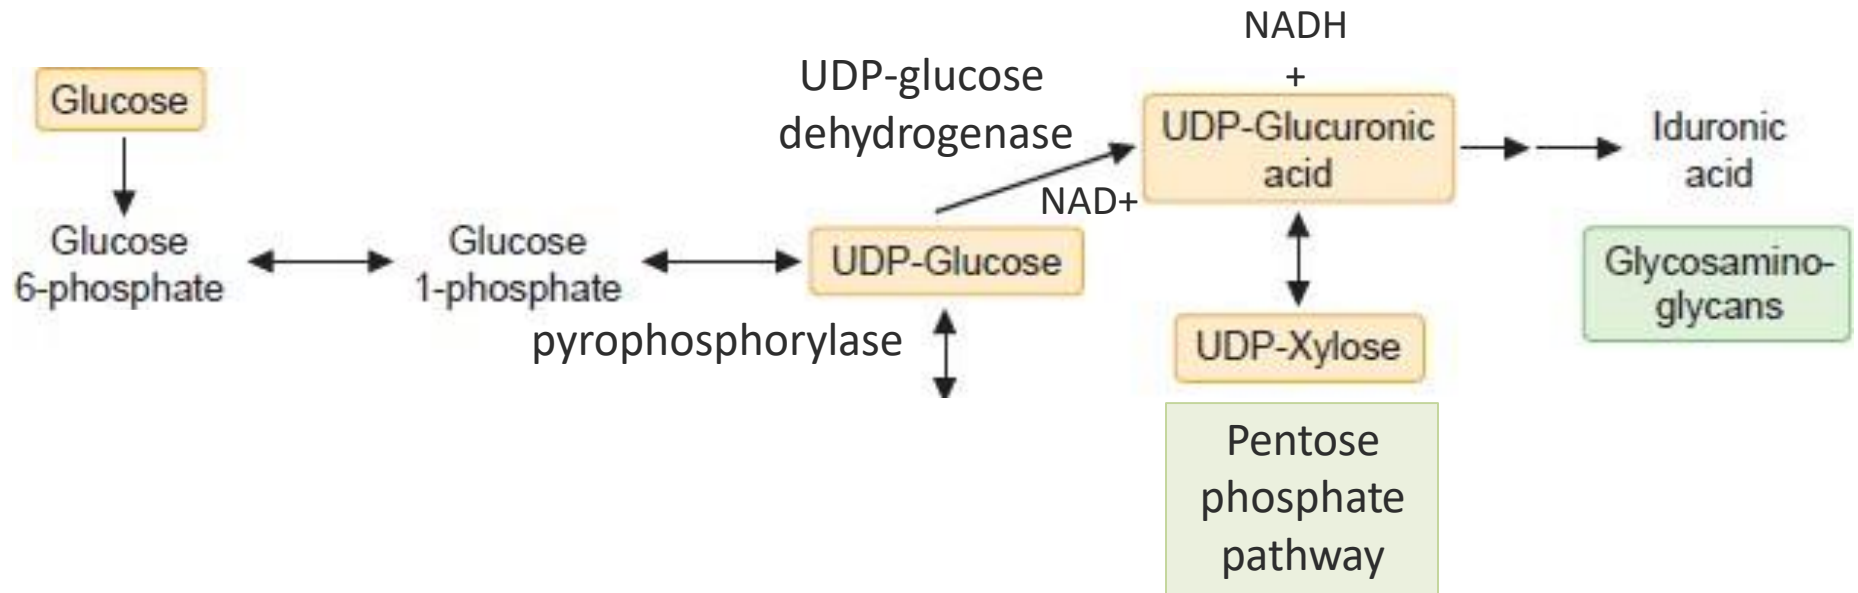 Glucose
Glucose
6-phosphate
Glucose
1-phosphate
pyrophosphorylase
UDP-Glucose
UDP-glucose
dehydrogenase
NAD+
NADH
+
UDP-Glucuronic
acid
UDP-Xylose
Pentose
phosphate
pathway
Iduronic
acid
Glycosamino-
glycans